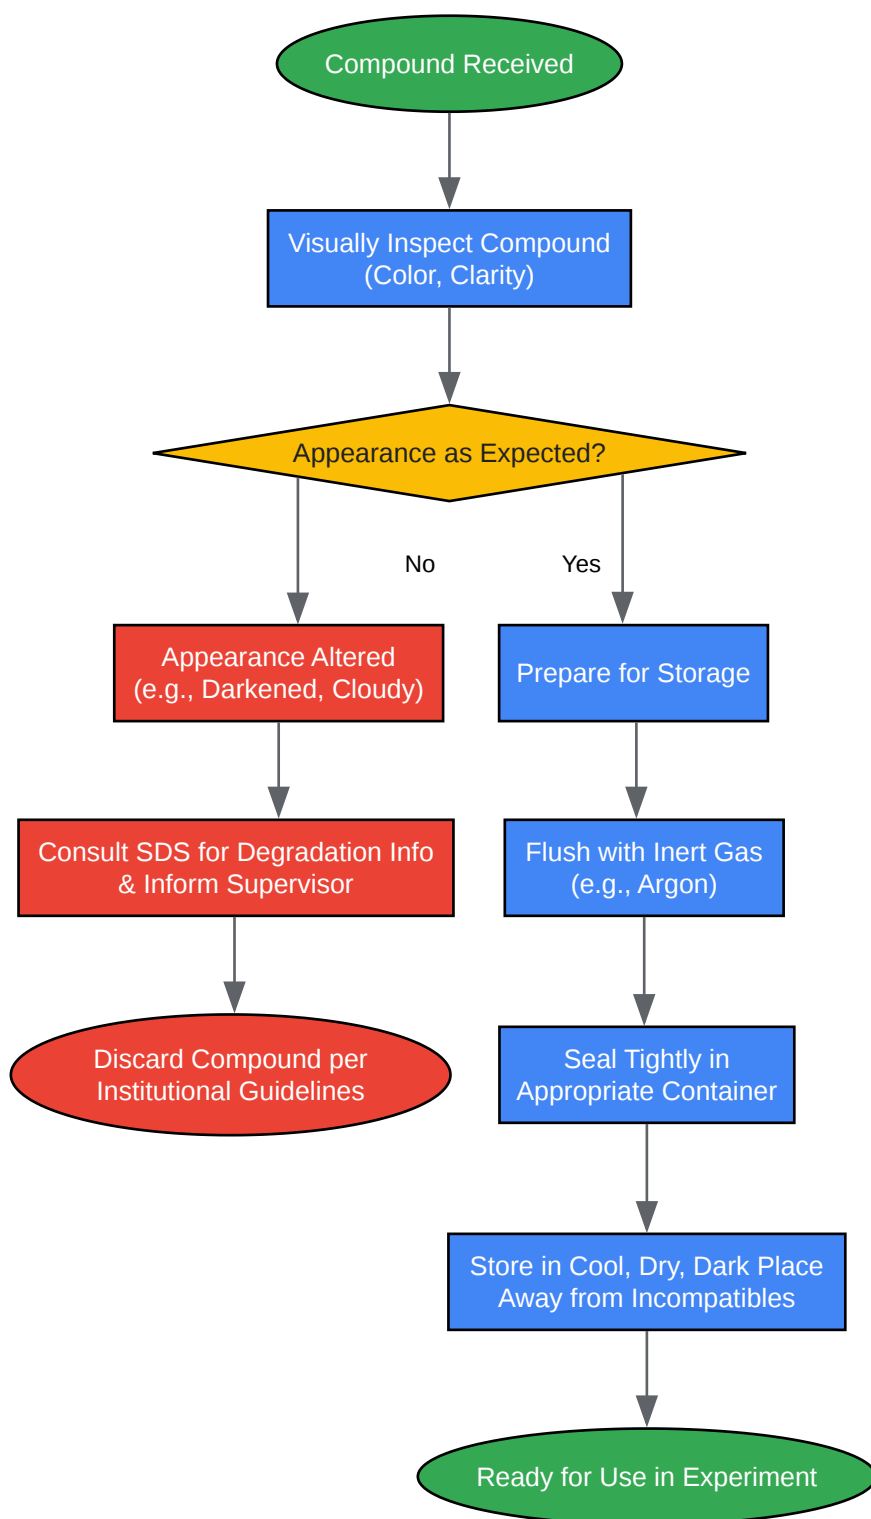 Compound Received
Visually Inspect Compound
(Color, Clarity)
Appearance as Expected?
No
Yes
Appearance Altered
(e.g., Darkened, Cloudy)
Prepare for Storage
Consult SDS for Degradation Info
& Inform Supervisor
Flush with Inert Gas
(e.g., Argon)
Discard Compound per
Institutional Guidelines
Seal Tightly in
Appropriate Container
Store in Cool, Dry, Dark Place
Away from Incompatibles
Ready for Use in Experiment